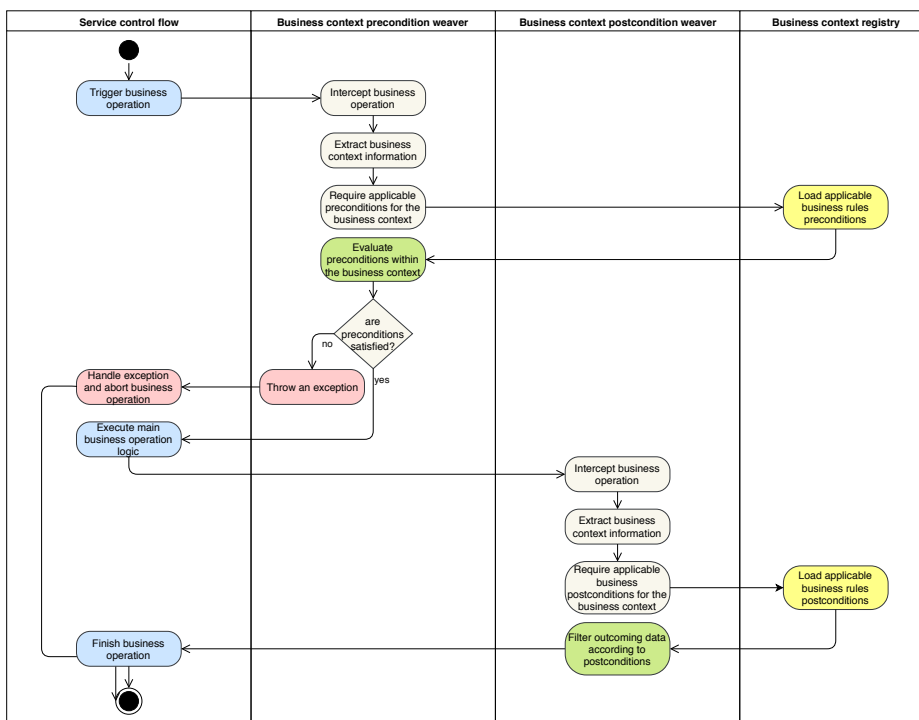 Service control flow
Business context precondition weaver
Business context postcondition weaver
Business context registry
Trigger business
operation
Intercept business
operation
Extract business
context information
Require applicable
preconditions for the
business context
Load applicable
business rules
preconditions
Evaluate
preconditions within
the business context
are
preconditions
satisfied?
no
yes
Handle exception
and abort business
operation
Throw an exception
Execute main
business operation
logic
Intercept business
operation
Extract business
context information
Require applicable
business
postconditions for the
business context
Load applicable
business rules
postconditions
Finish business
operation
Filter outcoming data
according to
postconditions